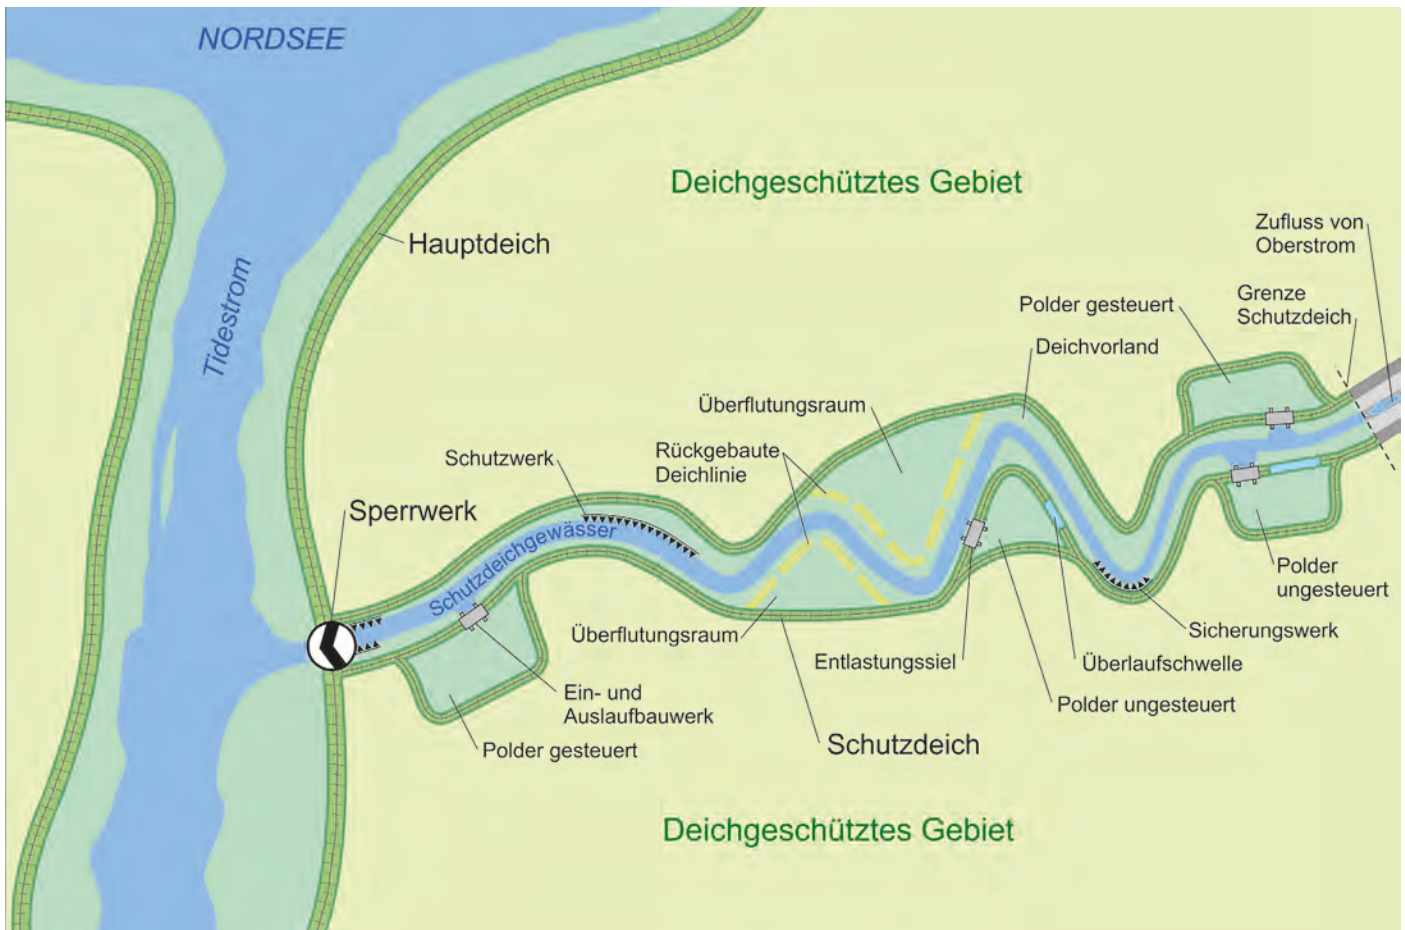 NORDSEE
Deichgeschütztes Gebiet
Zufluss von
Oberstrom
Hauptdeich
Tidestrom
Grenze
Schutzdeich
Polder gesteuert
Deichvorland
Überflutungsraum
Rückgebaute
Deichlinie
Schutzwerk
Sperrwerk
Schutzdeichgewässer
Polder
ungesteuert
Überflutungsraum
Sicherungswerk
Entlastungssiel
Überlaufschwelle
Ein- und
Auslaufbauwerk
Polder ungesteuert
Polder gesteuert
Schutzdeich
Deichgeschütztes Gebiet